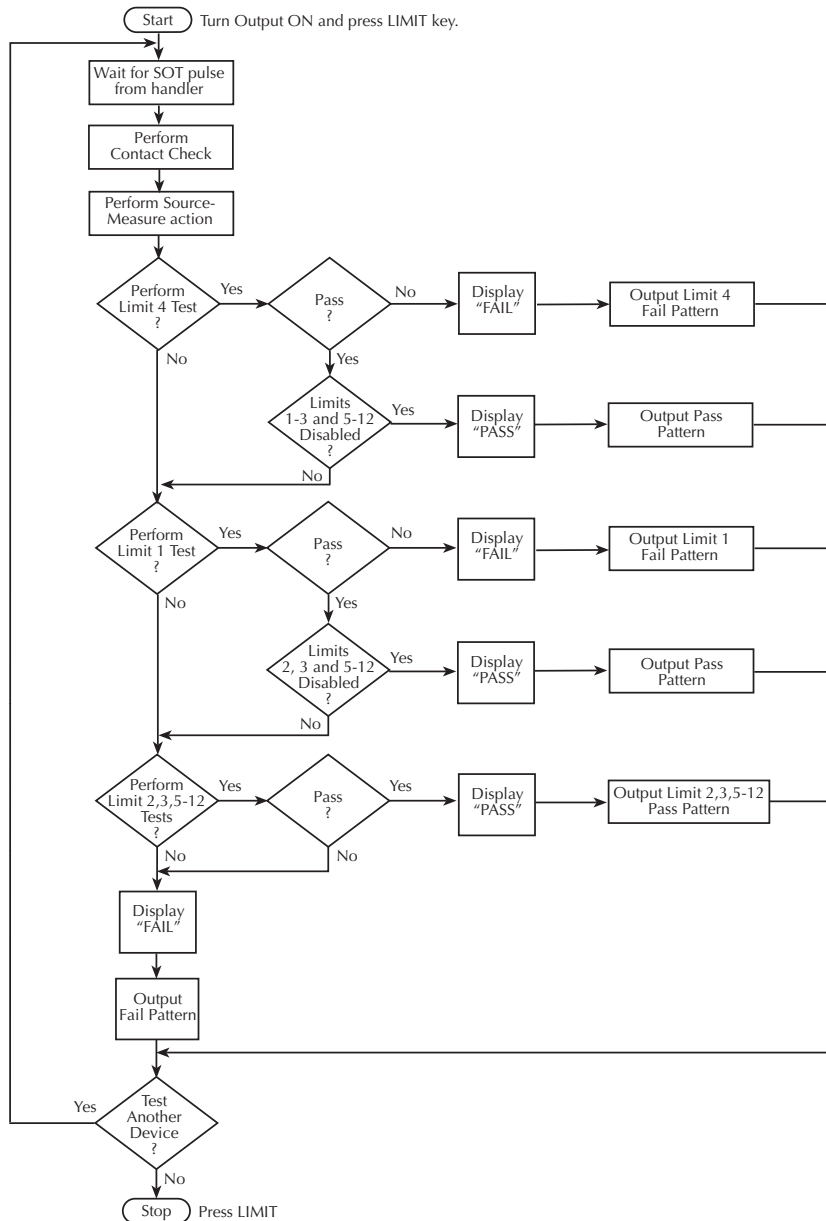 Start
Turn Output ON and press LIMIT key.
Wait for SOT pulse
from handler
Perform
Contact Check
Perform Source-
Measure action
Perform
Limit 4 Test
?
Yes
Pass
?
No
Display
“FAIL”
Output Limit 4
Fail Pattern
No
Yes
Limits
1-3 and 5-12
Disabled
?
Yes
Display
“PASS”
Output Pass
Pattern
No
Perform
Limit 1 Test
?
Yes
Pass
?
No
Display
“FAIL”
Output Limit 1
Fail Pattern
No
Yes
Limits
2, 3 and 5-12
Disabled
?
Yes
Display
“PASS”
Output Pass
Pattern
No
Perform
Limit 2,3,5-12
Tests
?
Yes
Pass
?
Yes
Display
“PASS”
Output Limit 2,3,5-12
Pass Pattern
No
No
Display
“FAIL”
Output
Fail Pattern
Yes
Test
Another
Device
?
No
Stop
Press LIMIT